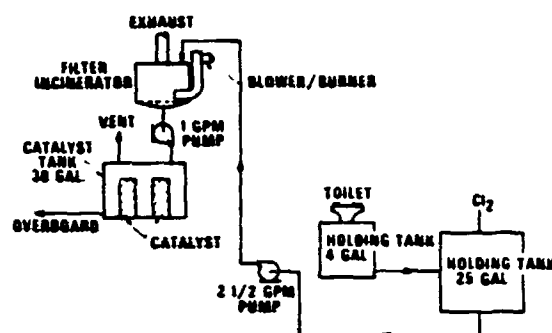 EXHAUST
FILTER
INCINERATOR
BLOWER/BURNER
VENT
1 GPM
PUMP
CATALYST
TANK
30 GAL
OVERBOARD
CATALYST
TOILET
HOLDING TANK
4 GAL
Cl2
HOLDING TANK
25 GAL
2 1/2 GPM
PUMP